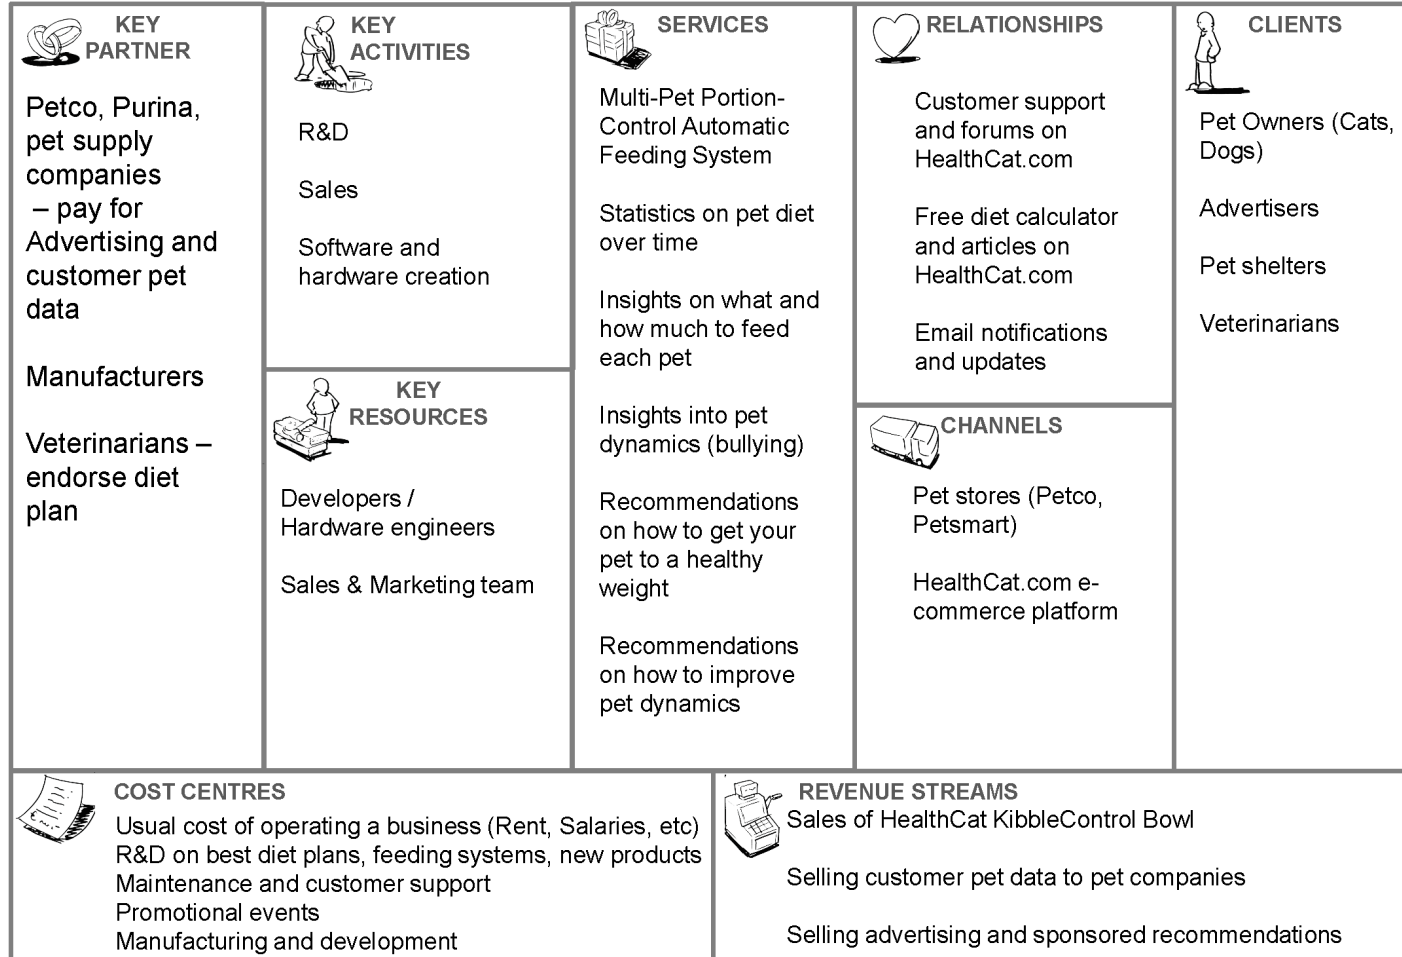 KEY
PARTNER
Petco, Purina,
pet supply
companies
– pay for
Advertising and
customer pet
data
Manufacturers
Veterinarians –
endorse diet
plan
KEY
ACTIVITIES
R&D
Sales
Software and
hardware creation
KEY
RESOURCES
Developers /
Hardware engineers
Sales & Marketing team
SERVICES
Multi-Pet Portion-
Control Automatic
Feeding System
Statistics on pet diet
over time
Insights on what and
how much to feed
each pet
Insights into pet
dynamics (bullying)
Recommendations
on how to get your
pet to a healthy
weight
Recommendations
on how to improve
pet dynamics
RELATIONSHIPS
Customer support
and forums on
HealthCat.com
Free diet calculator
and articles on
HealthCat.com
Email notifications
and updates
CHANNELS
Pet stores (Petco,
Petsmart)
HealthCat.com e-
commerce platform
CLIENTS
Pet Owners (Cats,
Dogs)
Advertisers
Pet shelters
Veterinarians
COST CENTRES
Usual cost of operating a business (Rent, Salaries, etc)
R&D on best diet plans, feeding systems, new products
Maintenance and customer support
Promotional events
Manufacturing and development
REVENUE STREAMS
Sales of HealthCat KibbleControl Bowl
Selling customer pet data to pet companies
Selling advertising and sponsored recommendations